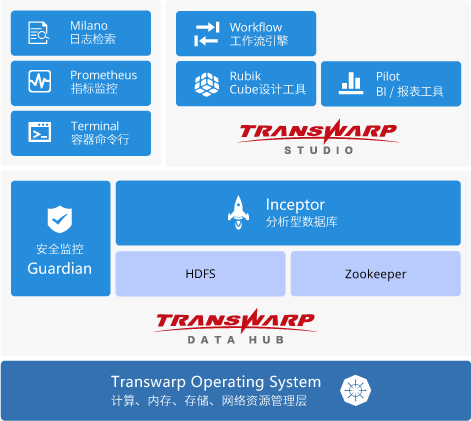 Milano
日志检索
Prometheus
指标监控
Terminal
容器命令行
Workflow
工作流引擎
Rubik
Cube设计工具
Pilot
BI / 报表工具
TRANSWARP
STUDIO
安全监控
Guardian
Inceptor
分析型数据库
HDFS
Zookeeper
TRANSWARP
DATA HUB
Transwarp Operating System
计算、内存、存储、网络资源管理层